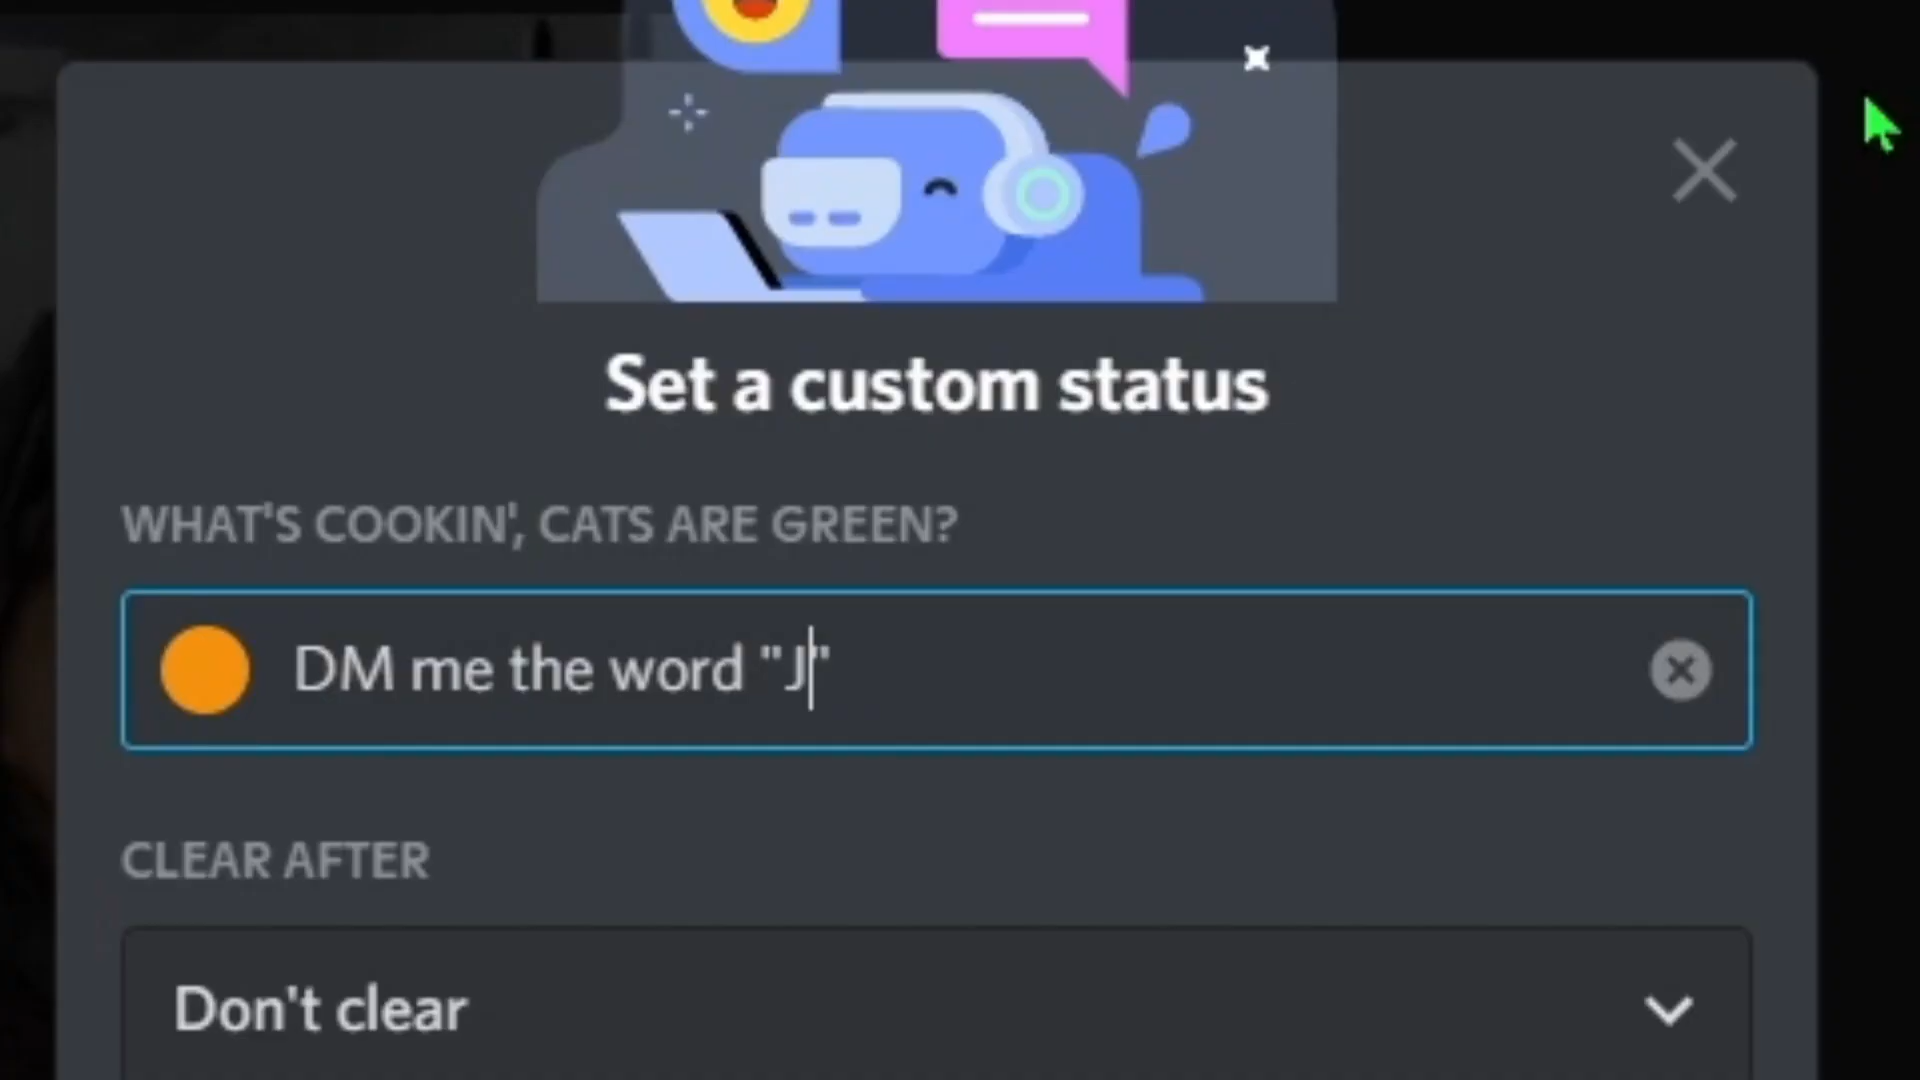 Set a custom status
WHAT'S COOKIN', CATS ARE GREEN?
DM me the word "J"
CLEAR AFTER
Don't clear